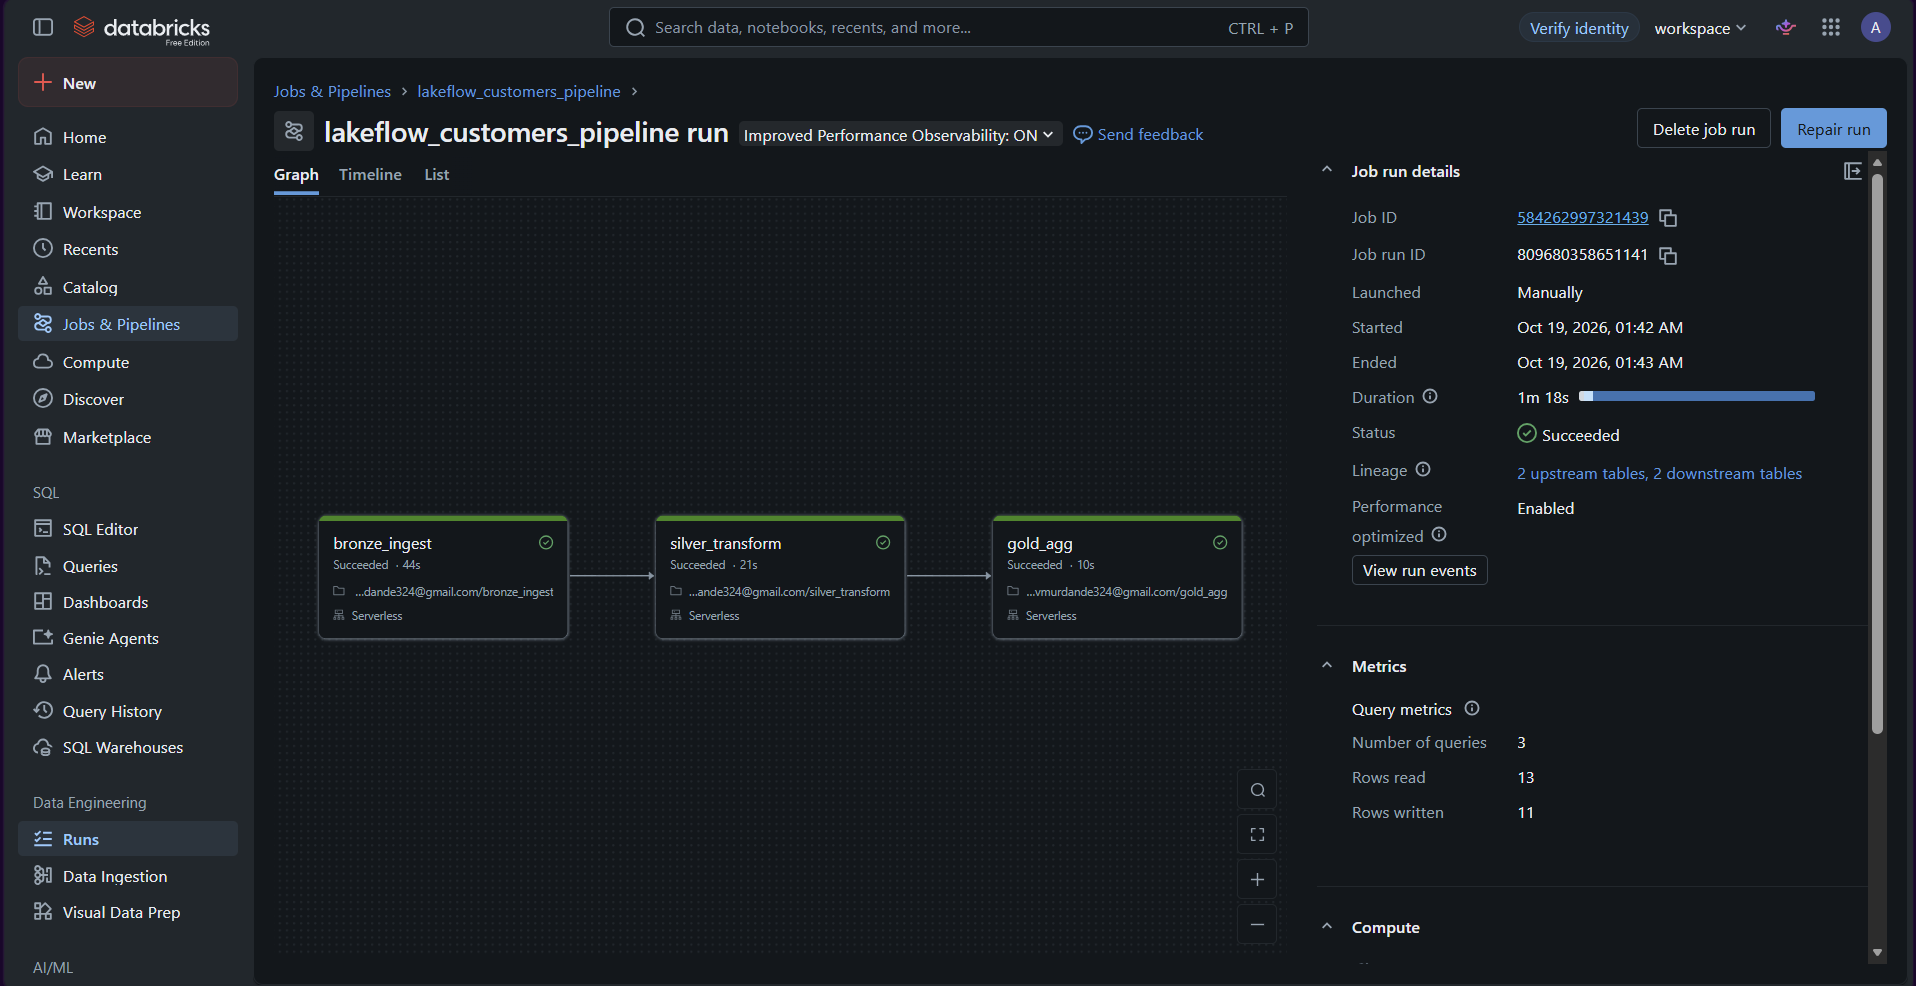 databricks
Free Edition
Search data, notebooks, recents, and more...
CTRL + P
Verify identity
workspace
A
New
Home
Learn
Workspace
Recents
Catalog
Jobs & Pipelines
Compute
Discover
Marketplace
SQL
SQL Editor
Queries
Dashboards
Genie Agents
Alerts
Query History
SQL Warehouses
Data Engineering
Runs
Data Ingestion
Visual Data Prep
AI/ML
Jobs & Pipelines › lakeflow_customers_pipeline ›
lakeflow_customers_pipeline run
Improved Performance Observability: ON
Send feedback
Delete job run
Repair run
Graph
Timeline
List
bronze_ingest
Succeeded · 44s
...dande324@gmail.com/bronze_ingest
Serverless
silver_transform
Succeeded · 21s
...ande324@gmail.com/silver_transform
Serverless
gold_agg
Succeeded · 10s
...vmurdande324@gmail.com/gold_agg
Serverless
Job run details
Job ID 584262997321439
Job run ID 809680358651141
Launched Manually
Started Oct 19, 2026, 01:42 AM
Ended Oct 19, 2026, 01:43 AM
Duration 1m 18s
Status Succeeded
Lineage 2 upstream tables, 2 downstream tables
Performance Enabled
optimized
View run events
Metrics
Query metrics
Number of queries 3
Rows read 13
Rows written 11
Compute